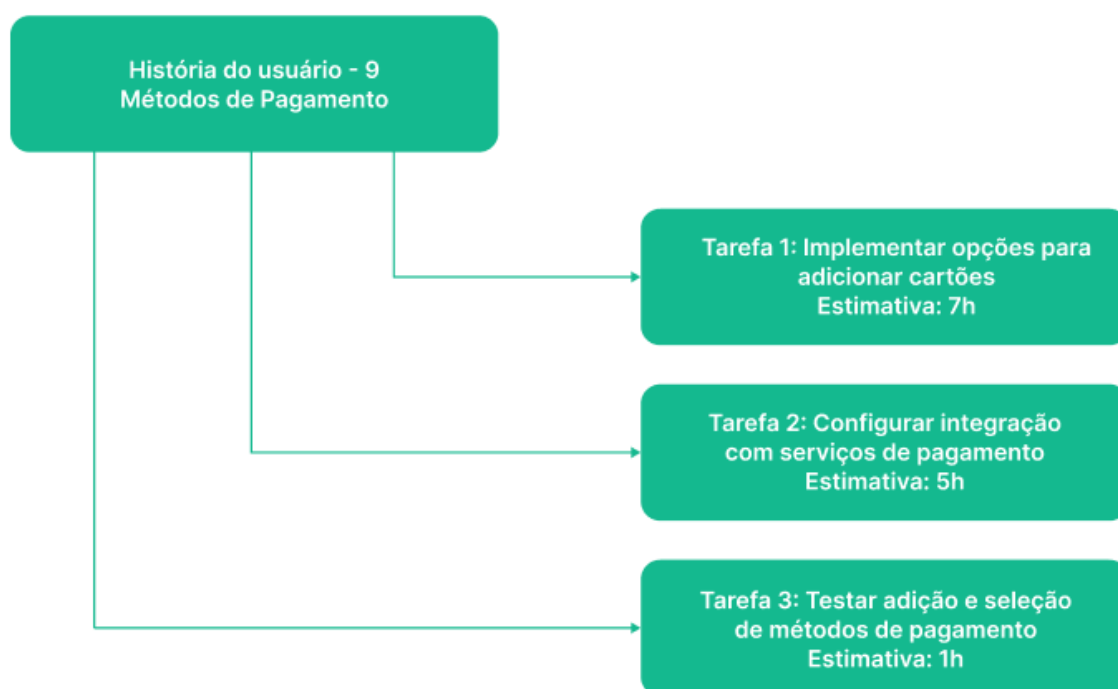 História do usuário - 9
Métodos de Pagamento
Tarefa 1: Implementar opções para
adicionar cartões
Estimativa: 7h
Tarefa 2: Configurar integração
com serviços de pagamento
Estimativa: 5h
Tarefa 3: Testar adição e seleção
de métodos de pagamento
Estimativa: 1h